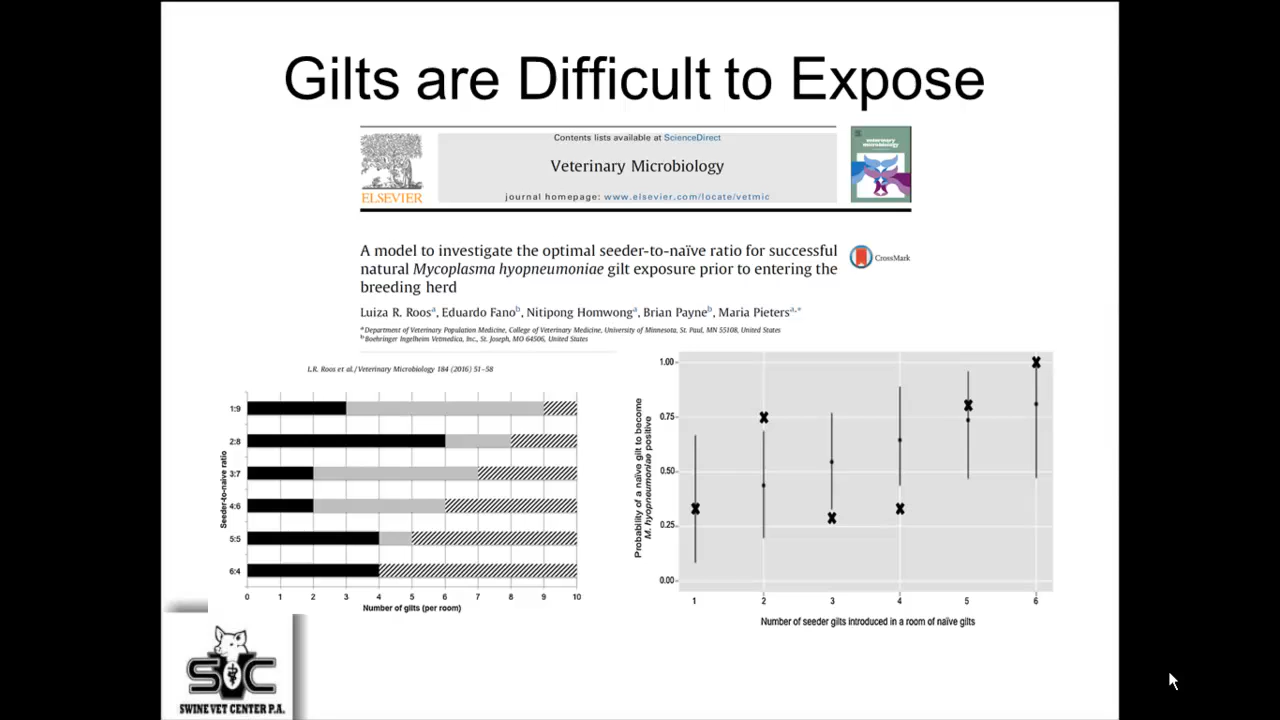 Gilts are Difficult to Expose
Contents lists available at ScienceDirect
Veterinary Microbiology
journal homepage: www.elsevier.com/locate/vetmic
ELSEVIER
veterinary
microbiology
A model to investigate the optimal seeder-to-naïve ratio for successful
natural Mycoplasma hyopneumoniae gilt exposure prior to entering the
breeding herd
CrossMark
Luiza R. Roosa, Eduardo Fanob, Nitipong Homwonga, Brian Payneb, Maria Pietersa,*
a Department of Veterinary Population Medicine, College of Veterinary Medicine, University of Minnesota, St. Paul, MN 55108, United States
b Boehringer Ingelheim Vetmedica, Inc., St. Joseph, MO 64506, United States
L.R. Roos et al./Veterinary Microbiology 184 (2016) 51–58
Seeder-to-naïve ratio
1:9
2:8
3:7
4:6
5:5
6:4
0 1 2 3 4 5 6 7 8 9 10
Number of gilts (per room)
Probability of a naïve gilt to become
M. hyopneumoniae positive
1.00
0.75
0.50
0.25
0.00
1 2 3 4 5 6
Number of seeder gilts introduced in a room of naïve gilts
SVC
SWINE VET CENTER P.A.